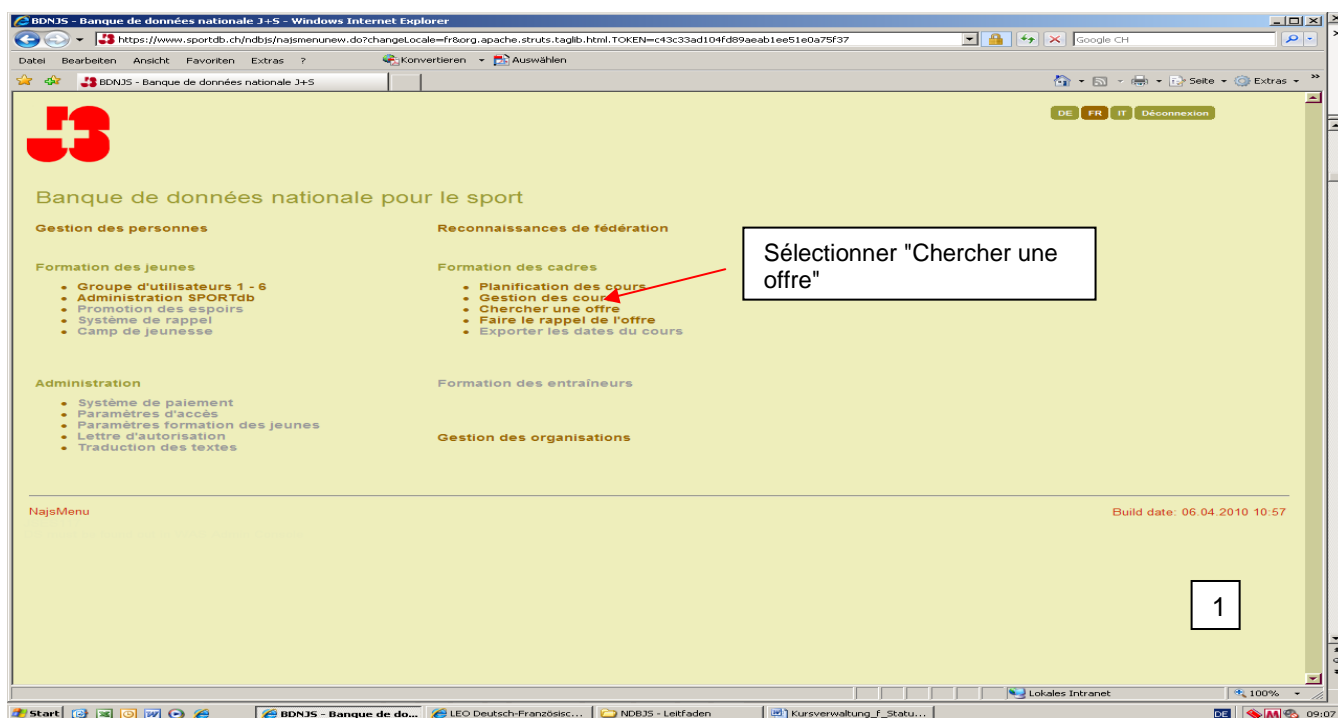 BDNJS - Banque de données nationale J+S - Windows Internet Explorer
https://www.sportdb.ch/ndbjs/najsmenunew.do?changeLocale=fr&org.apache.struts.taglib.html.TOKEN=c43c33ad104fd89aeab1ee51e0a75f37
Google CH
Datei Bearbeiten Ansicht Favoriten Extras ?
Konvertieren Auswählen
BDNJS - Banque de données nationale J+S
Seite Extras
DE FR IT Déconnexion
Banque de données nationale pour le sport
Gestion des personnes
Reconnaissances de fédération
Sélectionner "Chercher une
offre"
Formation des jeunes
Groupe d'utilisateurs 1 - 6
Administration SPORTdb
Promotion des espoirs
Système de rappel
Camp de jeunesse
Formation des cadres
Planification des cours
Gestion des cours
Chercher une offre
Faire le rappel de l'offre
Exporter les dates du cours
Administration
Système de paiement
Paramètres d'accès
Paramètres formation des jeunes
Lettre d'autorisation
Traduction des textes
Formation des entraîneurs
Gestion des organisations
NajsMenu
Build date: 06.04.2010 10:57
1
Lokales Intranet
100%
Start
BDNJS - Banque de do...
LEO Deutsch-Französisc...
NDBJS - Leitfaden
Kursverwaltung_f_Statu...
DE
09:07